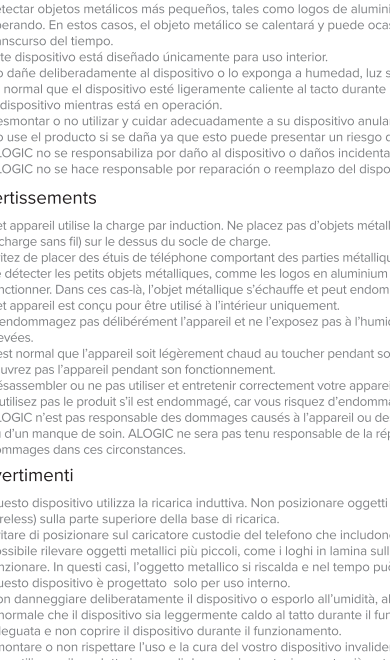 etectar objetos metálicos más pequeños, tales como logos de alumini
perando. En estos casos, el objeto metálico se calentará y puede oca
anscurso del tiempo.
te dispositivo está diseñado únicamente para uso interior.
o dañe deliberadamente al dispositivo o lo exponga a humedad, luz s
normal que el dispositivo esté ligeramente caliente al tacto durante
dispositivo mientras está en operación.
esmontar o no utilizar y cuidar adecuadamente a su dispositivo anula
o use el producto si se daña ya que esto puede presentar un riesgo c
LOGIC no se responsabiliza por daño al dispositivo o daños incidenta
LOGIC no se hace responsable por reparación o reemplazo del dispo
ertissements
et appareil utilise la charge par induction. Ne placez pas d'objets métall
charge sans fil) sur le dessus du socle de charge.
itez de placer des étuis de téléphone comportant des parties métalliqu
e détecter les petits objets métalliques, comme les logos en aluminium
nctionner. Dans ces cas-là, l'objet métallique s'échauffe et peut endom
et appareil est conçu pour être utilisé à l'intérieur uniquement.
endommagez pas délibérément l'appareil et ne l'exposez pas à l'humi
evées.
est normal que l'appareil soit légèrement chaud au toucher pendant so
ouvrez pas l'appareil pendant son fonctionnement.
ésassembler ou ne pas utiliser et entretenir correctement votre appare
utilisez pas le produit s'il est endommagé, car vous risquez d'endomma
LOGIC n'est pas responsable des dommages causés à l'appareil ou de
u d'un manque de soin. ALOGIC ne sera pas tenu responsable de la rép
ommages dans ces circonstances.
vertimenti
uesto dispositivo utilizza la ricarica induttiva. Non posizionare oggetti
reless) sulla parte superiore della base di ricarica.
vitare di posizionare sul caricatore custodie del telefono che includono
ossibile rilevare oggetti metallici più piccoli, come i loghi in lamina sull
nzionare. In questi casi, l'oggetto metallico si riscalda e nel tempo può
uesto dispositivo è progettato solo per uso interno.
on danneggiare deliberatamente il dispositivo o esporlo all'umidità, al
normale che il dispositivo sia leggermente caldo al tatto durante il fun
deguata e non coprire il dispositivo durante il funzionamento.
montare o non rispettare l'uso e la cura del vostro dispositivo invalide